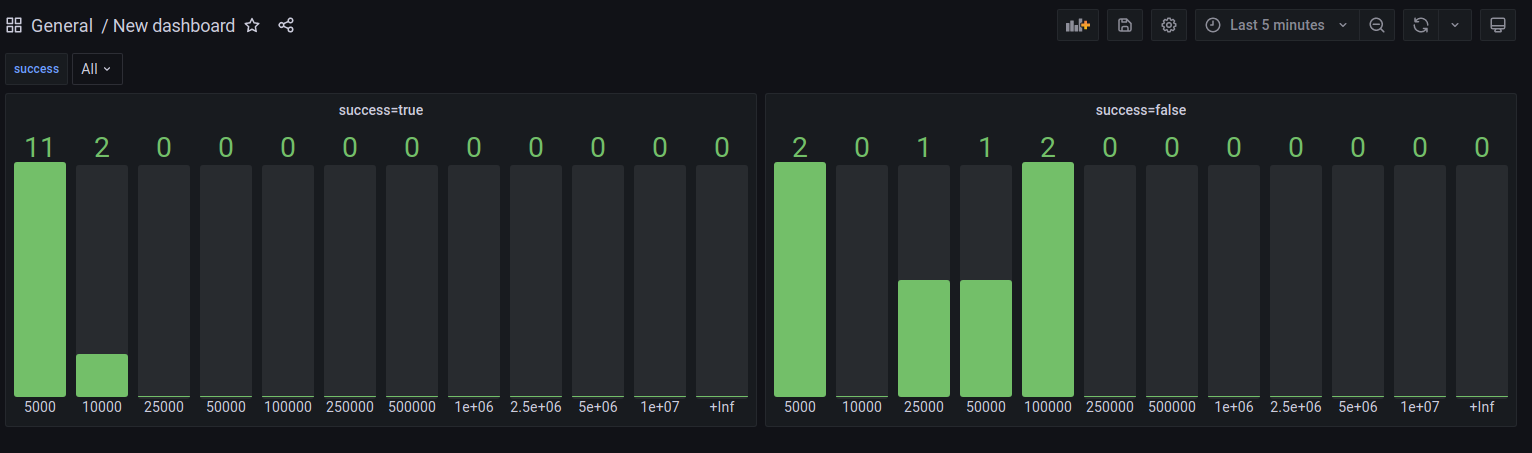 General / New dashboard Last 5 minutes
success All
success=true
11 2 0 0 0 0 0 0 0 0 0 0
5000 10000 25000 50000 100000 250000 500000 1e+06 2.5e+06 5e+06 1e+07 +Inf
success=false
2 0 1 1 2 0 0 0 0 0 0 0
5000 10000 25000 50000 100000 250000 500000 1e+06 2.5e+06 5e+06 1e+07 +Inf